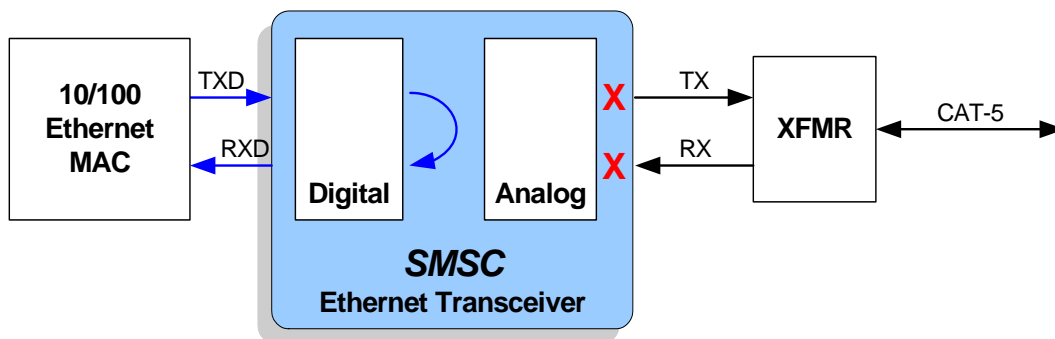 10/100
Ethernet
MAC
TXD
RXD
Digital
Analog
X
X
SMSC
Ethernet Transceiver
TX
RX
XFMR
CAT-5